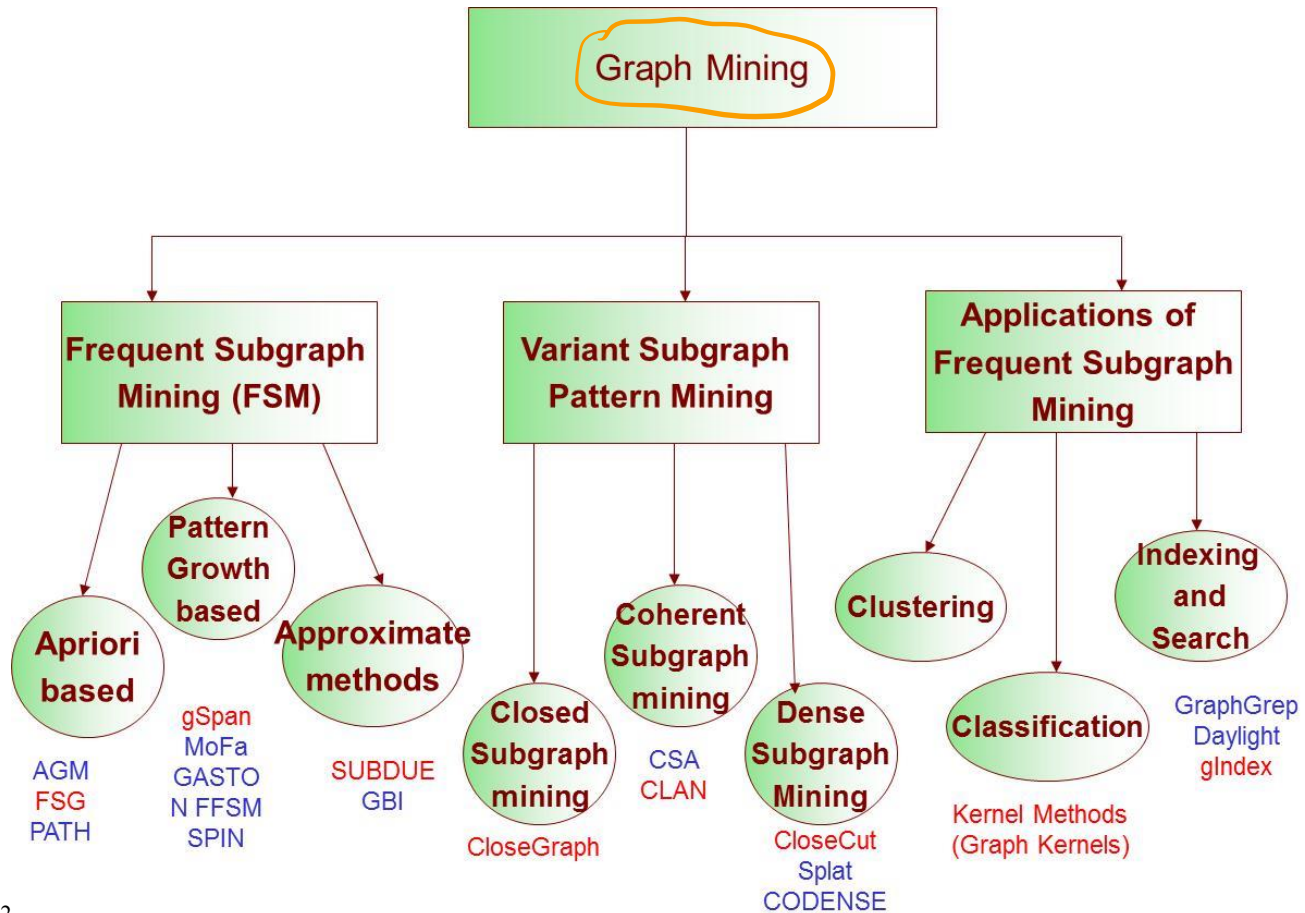 Graph Mining
Frequent Subgraph
Mining (FSM)
Variant Subgraph
Pattern Mining
Applications of
Frequent Subgraph
Mining
Apriori
based
AGM
FSG
PATH
Pattern
Growth
based
gSpan
MoFa
GASTO
N FFSM
SPIN
Approximate
methods
SUBDUE
GBI
Closed
Subgraph
mining
CloseGraph
Coherent
Subgraph
mining
CSA
CLAN
Dense
Subgraph
Mining
CloseCut
Splat
CODENSE
Clustering
Classification
Kernel Methods
(Graph Kernels)
Indexing
and
Search
GraphGrep
Daylight
gIndex